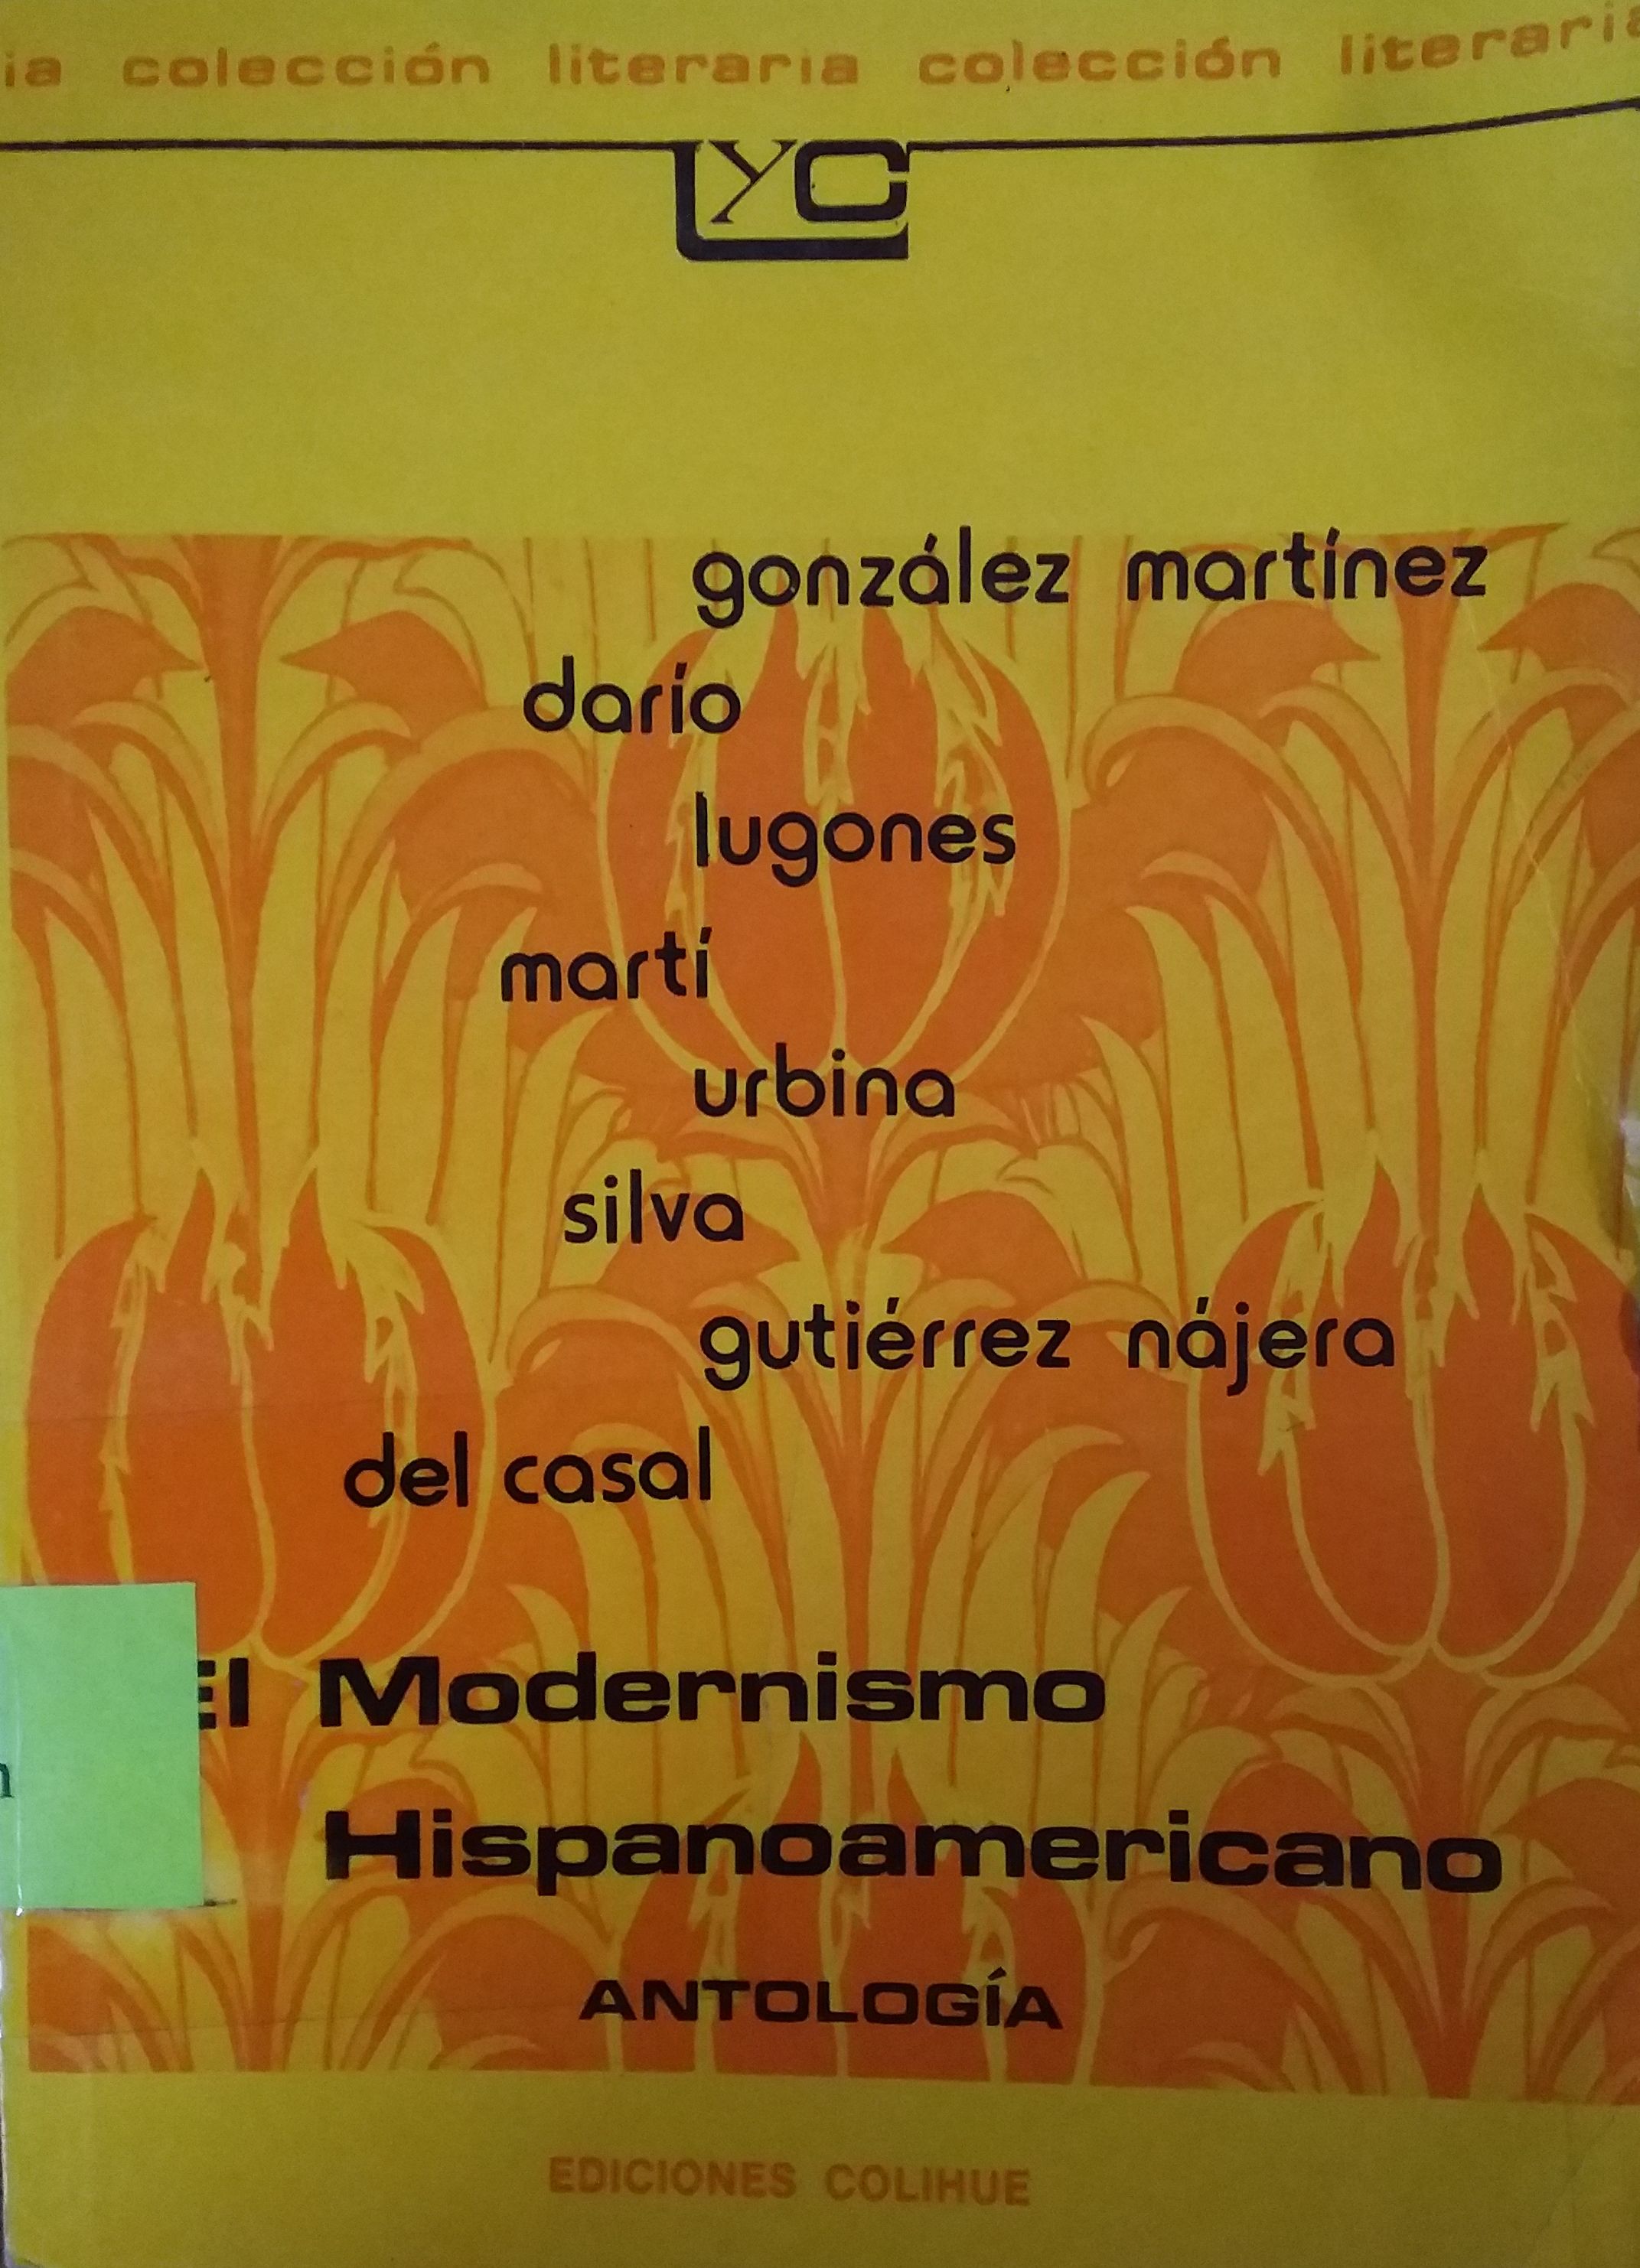 colección literaria colección literaria
LYC
gonzález martínez
darío
lugones
martí
urbina
silva
gutiérrez nájera
del casal
El Modernismo
Hispanoamericano
ANTOLOGÍA
EDICIONES COLIHUE